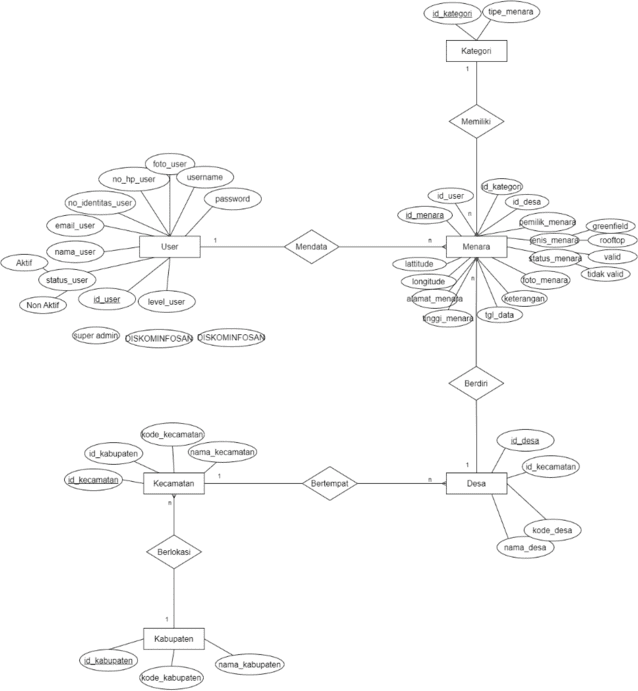 id_kategori
tipe_menara
Kategori
1
Memiliki
foto_user
no_hp_user
username
no_identitas_user
password
email_user
nama_user
User
1
Mendata
n
Aktif
status_user
Non Aktif
id_user
level_user
super admin
DISKOMINFOSAN
DISKOMINFOSAN
id_user
id_kategori
id_desa
n
id_menara
pemilik_menara
greenfield
jenis_menara
rooftop
Menara
status_menara
valid
tidak valid
lattitude
longitude
n
foto_menara
alamat_menara
keterangan
tinggi_menara
tgl_data
Berdiri
1
kode_kecamatan
id_kabupaten
nama_kecamatan
id_kecamatan
Kecamatan
1
Bertempat
n
Desa
id_desa
id_kecamatan
kode_desa
nama_desa
n
Berlokasi
1
Kabupaten
id_kabupaten
kode_kabupaten
nama_kabupaten